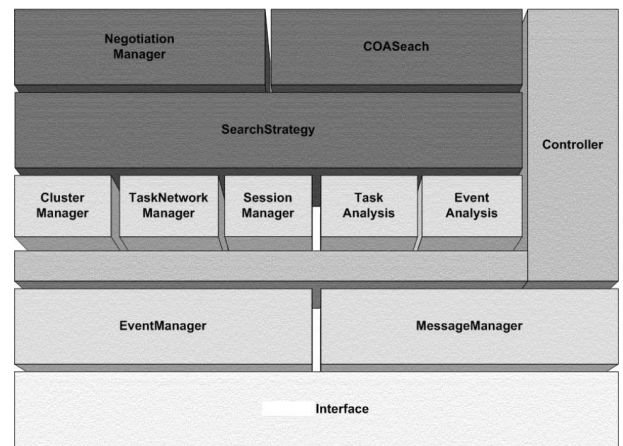 Negotiation
Manager
COASeach
SearchStrategy
Controller
Cluster
Manager
TaskNetwork
Manager
Session
Manager
Task
Analysis
Event
Analysis
EventManager
MessageManager
Interface